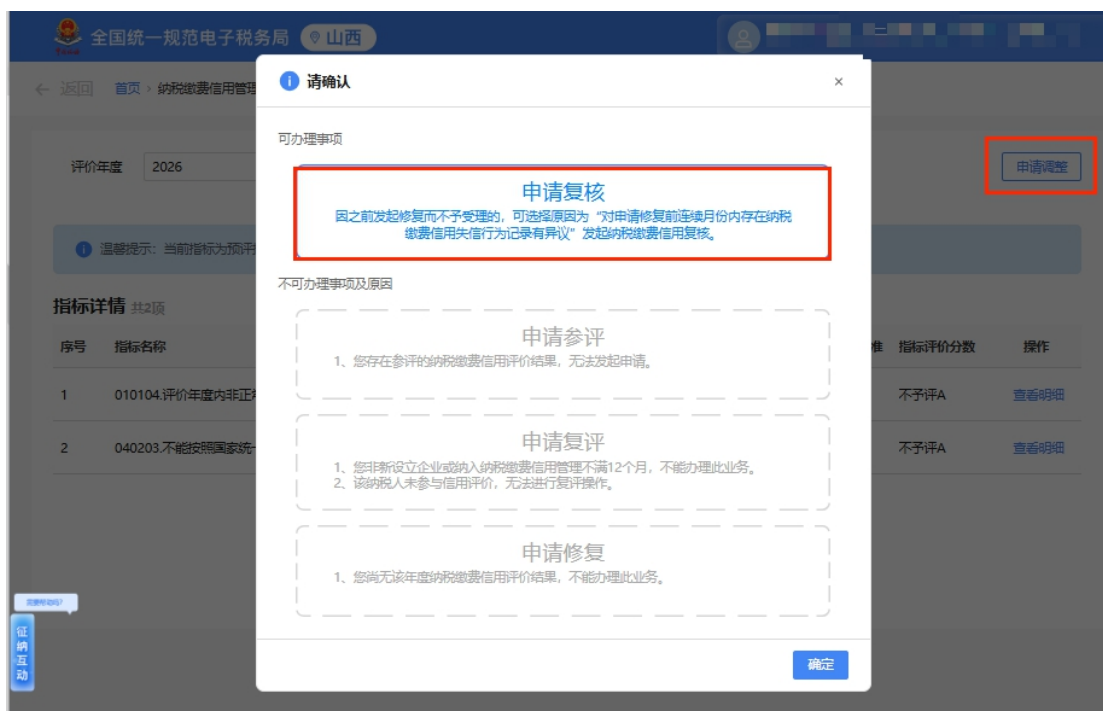 全国统一规范电子税务局 山西
← 返回 首页 › 纳税缴费信用管理
请确认 ×
可办理事项
评价年度 2026
申请调整
申请复核
因之前发起修复而不予受理的，可选择原因为“对申请修复前连续月份内存在纳税
缴费信用失信行为记录有异议”发起纳税缴费信用复核。
温馨提示：当前指标为预评
不可办理事项及原因
指标详情 共2项
申请参评
1、您存在参评的纳税缴费信用评价结果，无法发起申请。
序号 指标名称 准 指标评价分数 操作
1 010104.评价年度内非正常 不予评A 查看明细
申请复评
1、您非新设立企业或纳入纳税缴费信用管理不满12个月，不能办理此业务。
2、该纳税人未参与信用评价，无法进行复评操作。
2 040203.不能按照国家统一 不予评A 查看明细
申请修复
1、您尚无该年度纳税缴费信用评价结果，不能办理此业务。
征纳互动
确定